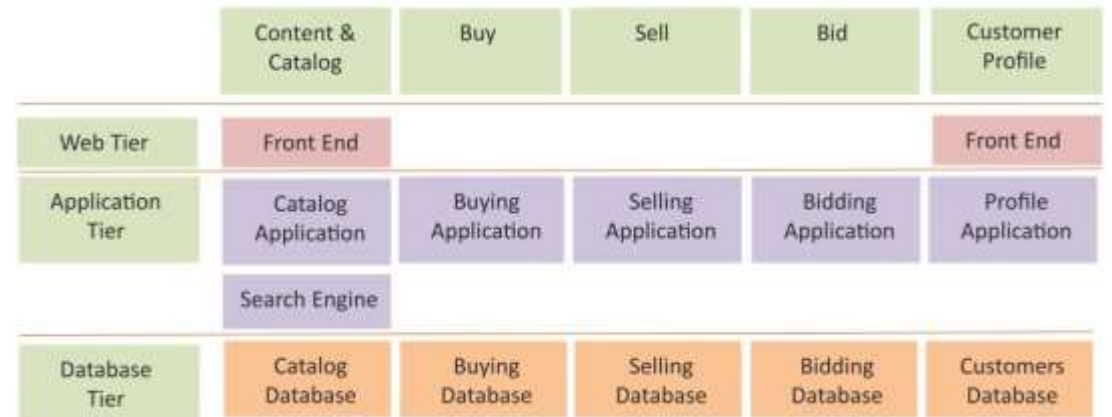 Content &
Catalog
Buy
Sell
Bid
Customer
Profile
Web Tier
Front End
Front End
Application
Tier
Catalog
Application
Buying
Application
Selling
Application
Bidding
Application
Profile
Application
Search Engine
Database
Tier
Catalog
Database
Buying
Database
Selling
Database
Bidding
Database
Customers
Database